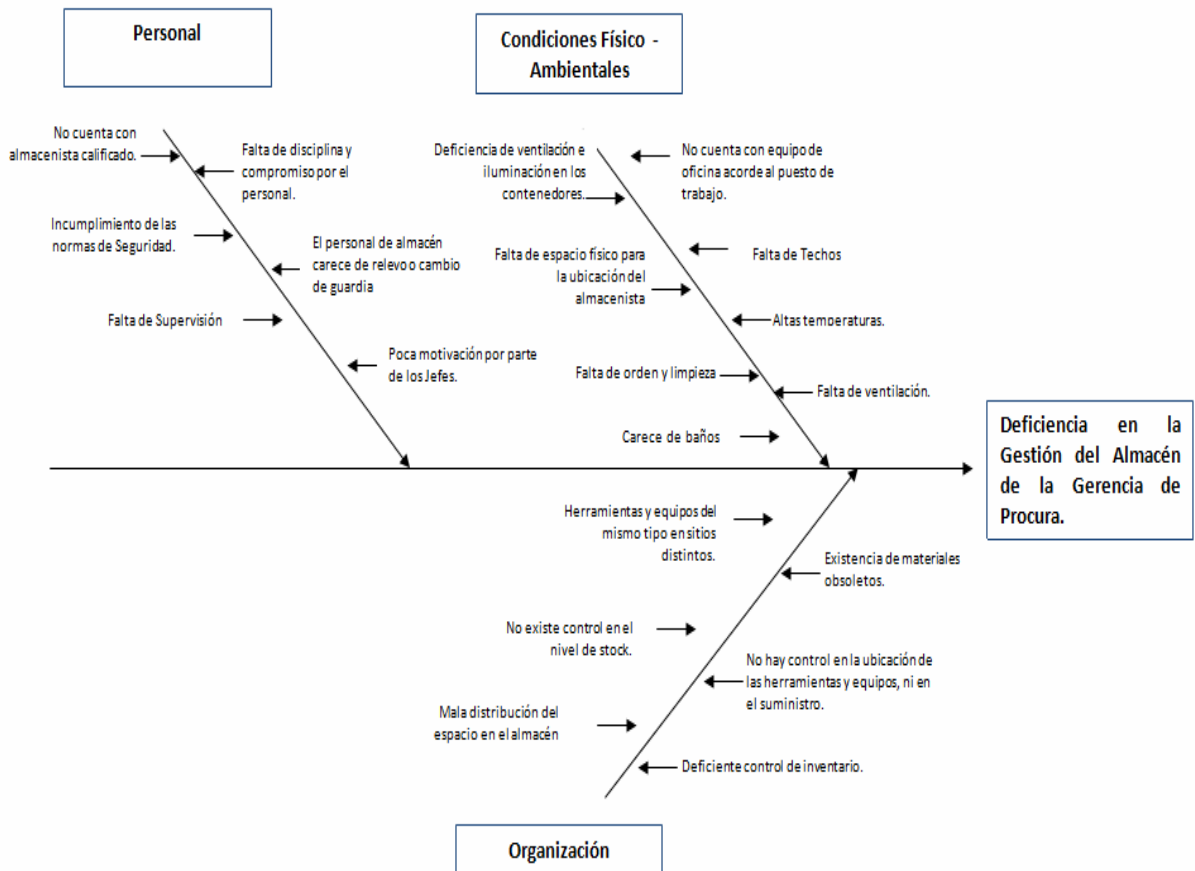 Personal
Condiciones Físico -
Ambientales
No cuenta con
almacenista calificado.
Falta de disciplina y
compromiso por el
personal.
Incumplimiento de las
normas de Seguridad.
El personal de almacén
carece de relevo o cambio
de guardia
Falta de Supervisión
Poca motivación por parte
de los Jefes.
Deficiencia de ventilación e
iluminación en los
contenedores.
No cuenta con equipo de
oficina acorde al puesto de
trabajo.
Falta de espacio físico para
la ubicación del
almacenista
Falta de Techos
Altas temperaturas.
Falta de orden y limpieza
Falta de ventilación.
Carece de baños
Deficiencia en la
Gestión del Almacén
de la Gerencia de
Procura.
Herramientas y equipos del
mismo tipo en sitios
distintos.
Existencia de materiales
obsoletos.
No existe control en el
nivel de stock.
No hay control en la ubicación de
las herramientas y equipos, ni en
el suministro.
Mala distribución del
espacio en el almacén
Deficiente control de inventario.
Organización